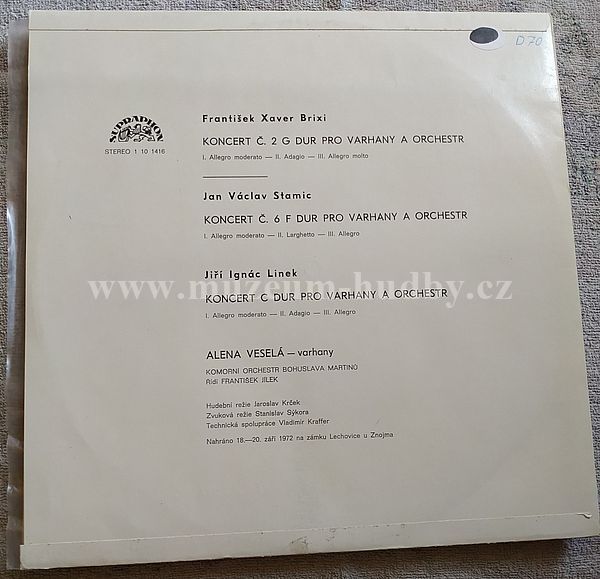 D 70
SUPRAPHON
STEREO 1 10 1416
František Xaver Brixi
KONCERT Č. 2 G DUR PRO VARHANY A ORCHESTR
I. Allegro moderato — II. Adagio — III. Allegro molto
Jan Václav Stamic
KONCERT Č. 6 F DUR PRO VARHANY A ORCHESTR
I. Allegro moderato — II. Larghetto — III. Allegro
Jiří Ignác Linek
www.muzeum-hudby.cz
KONCERT C DUR PRO VARHANY A ORCHESTR
I. Allegro moderato — II. Adagio — III. Allegro
ALENA VESELÁ — varhany
KOMORNÍ ORCHESTR BOHUSLAVA MARTINŮ
Řídí FRANTIŠEK JÍLEK
Hudební režie Jaroslav Krček
Zvuková režie Stanislav Sýkora
Technická spolupráce Vladimír Kraffer
Nahráno 18.—20. září 1972 na zámku Lechovice u Znojma